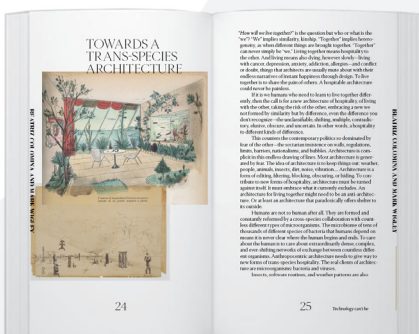 TOWARDS A
TRANS-SPECIES
ARCHITECTURE
BY BEATRIZ COLOMINA AND MARK WIGLEY
24
"How will we live together?" is the question but who or what is the
"we"? "We" implies similarity, kinship. "Together" implies hetero-
geneity, as when different things are brought together. "Together"
can never simply be "we." Living together means hospitality to
the other. And living means also dying, however slowly—living
with cancer, depression, anxiety, addiction, allergies—and conflict
or doubt, things that architects are usually mute about with their
endless narratives of instant happiness through design. To live
together is to share the pain. A hospitable architecture
could never be painless.
If it is we humans who need to learn to live together differ-
ently, then the call is for a new architecture of hospitality, of living
with the other, taking the risk of the other, embracing a new we
not formed by similarity but by difference, even the difference you
don't recognize—the unclassifiable, shifting, multiple, contradic-
tory, elusive, obscure, and uncertain. In other words, a hospitality
to different kinds of difference.
This counters the contemporary politics so dominated by
fear of the other—the sectarian insistence on walls, regulations,
limits, barriers, nationalisms, and bubbles. Architecture is com-
plicit in this endless drawing of lines. Most architecture is gener-
ated by fear. The idea of architecture is to keep things out: weather,
people, animals, insects, dirt, noise, vibration... Architecture is a
form of editing, filtering, blocking, obscuring, or hiding. To con-
tribute to new forms of hospitality, architecture must be turned
against itself. It must embrace what it currently excludes. An
architecture for living together might need to be an anti-architec-
ture. Or at least an architecture that paradoxically offers shelter to
its outside.
Humans are not so human after all. They are formed and
constantly reformed by a cross-species collaboration with count-
less different types of microorganisms. The microbiome of tens of
thousands of different species of bacteria that humans depend on
means it is never clear where the human begins and ends. To care
about the human is to care about extraordinarily dense, complex,
and ever-shifting networks of exchange between countless differ-
ent organisms. Anthropocentric architecture needs to give way to
new forms of trans-species hospitality. The real clients of architec-
ture are microorganisms: bacteria and viruses.
Insects, software routines, and weather patterns are also
BEATRIZ COLOMINA AND MARK WIGLEY
25
Technology can't be